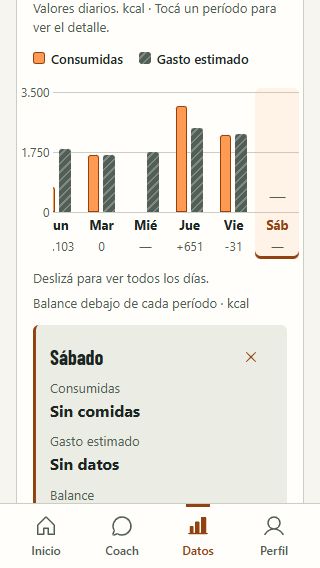 Valores diarios. kcal · Tocá un período para
ver el detalle.
Consumidas
Gasto estimado
3.500
1.750
0
un Mar Mié Jue Vie Sáb
.103 0 — +651 -31 —
Deslizá para ver todos los días.
Balance debajo de cada período · kcal
Sábado
Consumidas
Sin comidas
Gasto estimado
Sin datos
Balance
Inicio Coach Datos Perfil